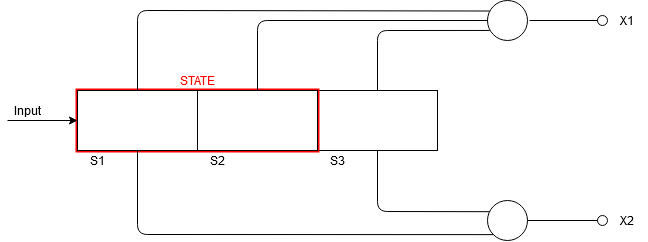 X1
STATE
Input
S1
S2
S3
X2